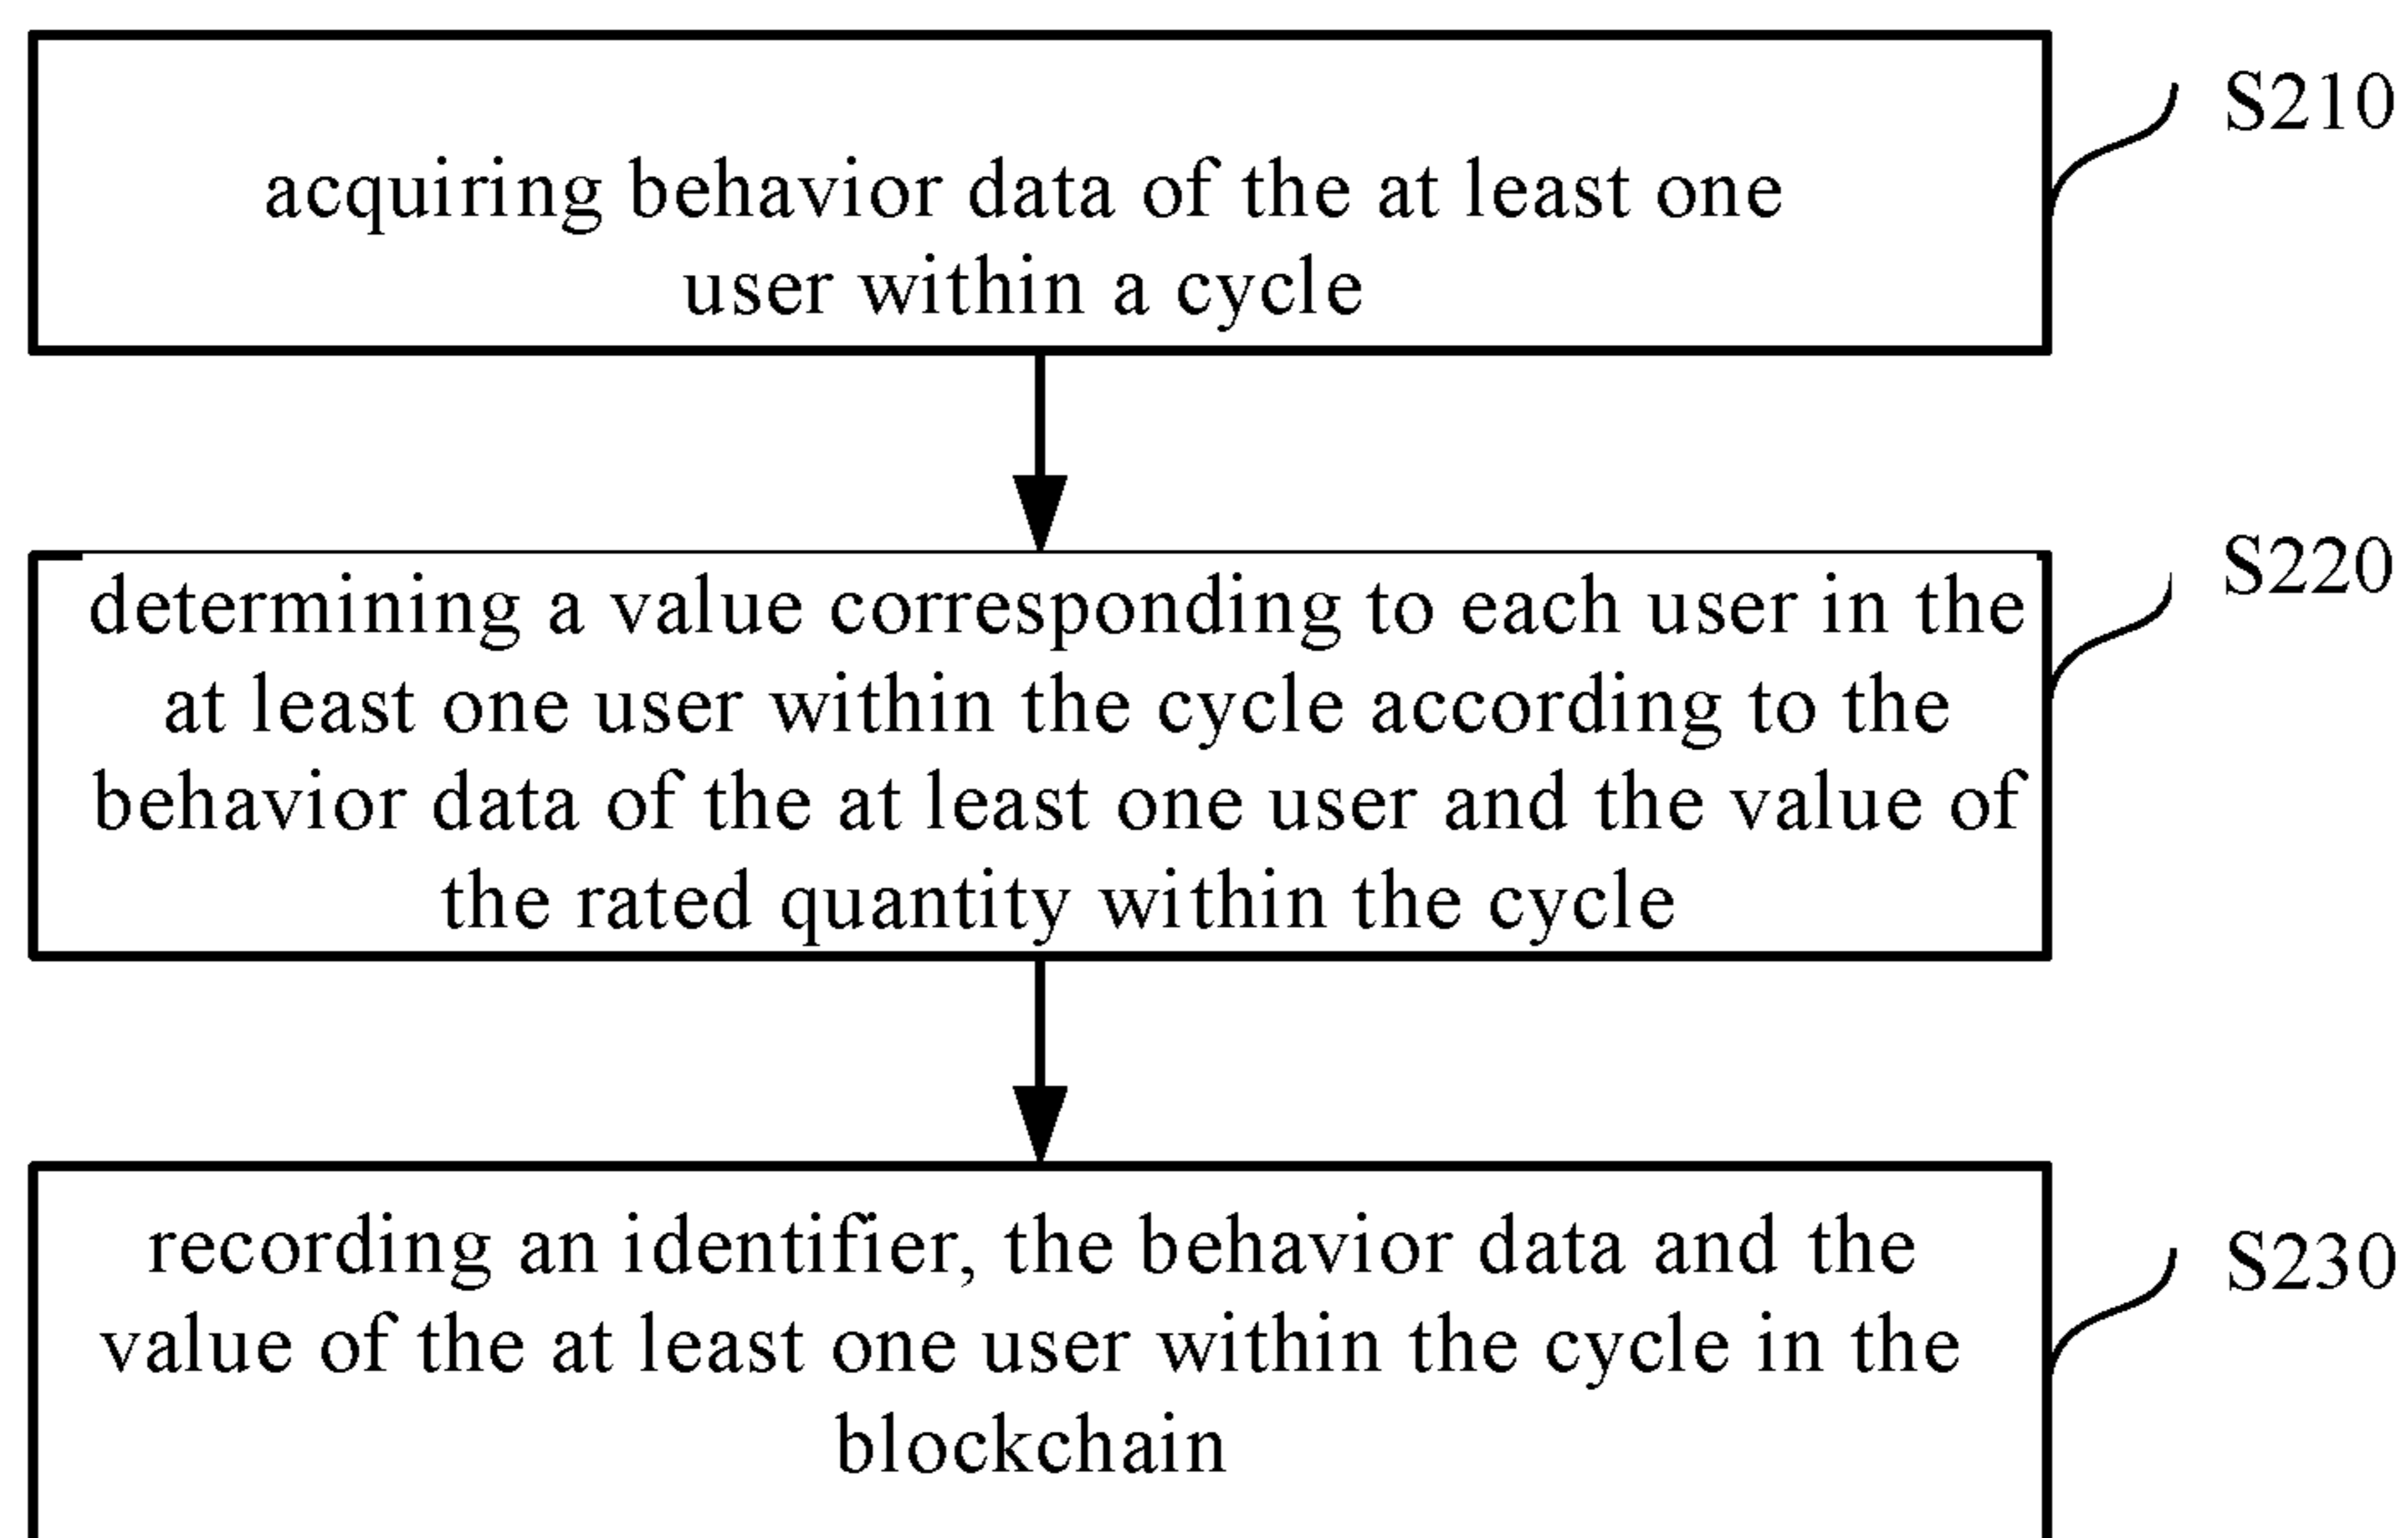 S210
acquiring behavior data of the at least one
user within a cycle
S220
determining a value corresponding to each user in the
at least one user within the cycle according to the
behavior data of the at least one user and the value of
the rated quantity within the cycle
recording an identifier, the behavior data and the
S230
value of the at least one user within the cycle in the
blockchain